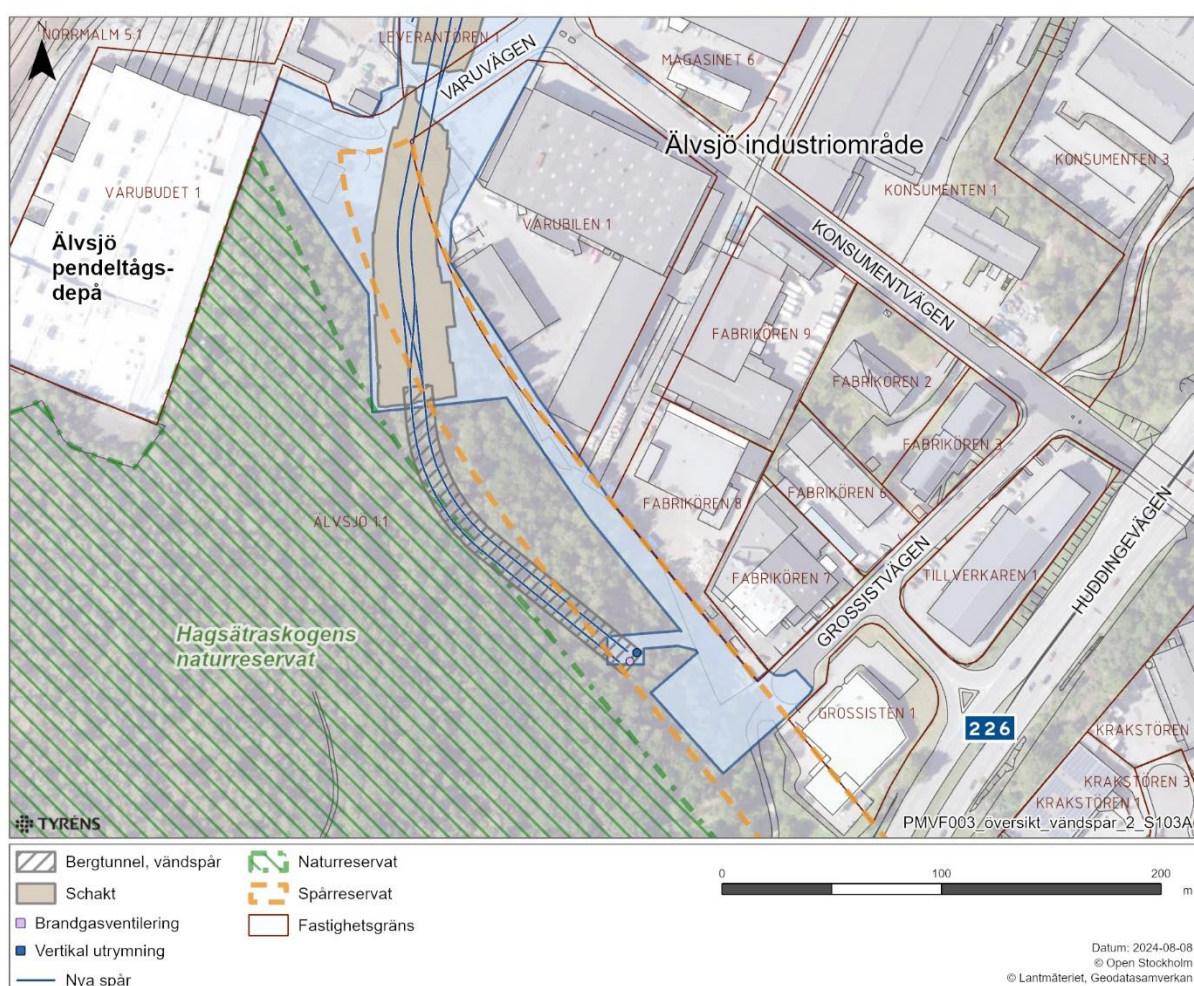 NORRMALM 5:1
LEVERANTÖREN 1
VARUVÄGEN
MAGASINET 6
Älvsjö industriområde
KONSUMENTEN 3
KONSUMENTEN 1
VARUBUDET 1
Älvsjö
pendeltågs-
depå
VARUBILEN 1
KONSUMENTVÄGEN
FABRIKÖREN 9
FABRIKÖREN 2
FABRIKÖREN 3
FABRIKÖREN 8
FABRIKÖREN 6
ÄLVSJÖ 1:1
FABRIKÖREN 7
GROSSISTVÄGEN
TILLVERKAREN 1
HUDDINGEVÄGEN
Hagsätraskogens
naturreservat
GROSSISTEN 1
226
KRAKSTÖREN
KRAKSTÖREN 3
KRAKSTÖREN 1
TYRÉNS
PMVF003_översikt_vändspår_2_S103A
Bergtunnel, vändspår
Schakt
Brandgasventilering
Vertikal utrymning
Nya spår
Naturreservat
Spårreservat
Fastighetsgräns
0 100 200
m
Datum: 2024-08-08
© Open Stockholm
© Lantmäteriet, Geodatasamverkan